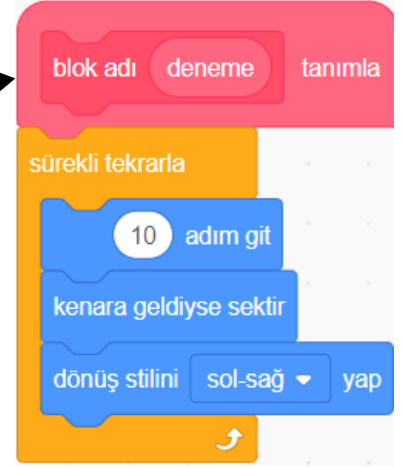 blok adı deneme tanımla
sürekli tekrarla
10 adım git
kenara geldiyse sektir
dönüş stilini sol-sağ yap